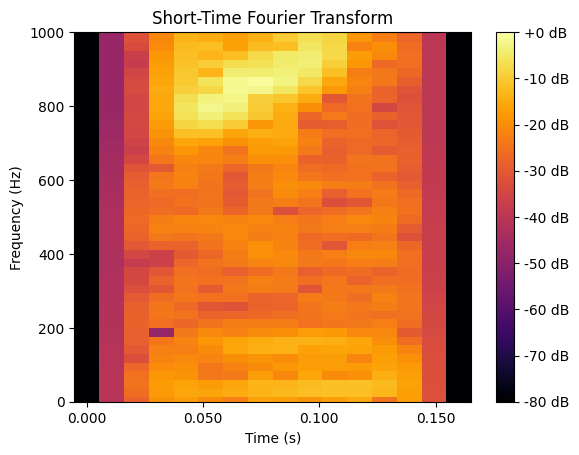 Short-Time Fourier Transform
1000
800
600
400
200
0
Frequency (Hz)
0.000
0.050
0.100
0.150
Time (s)
+0 dB
-10 dB
-20 dB
-30 dB
-40 dB
-50 dB
-60 dB
-70 dB
-80 dB